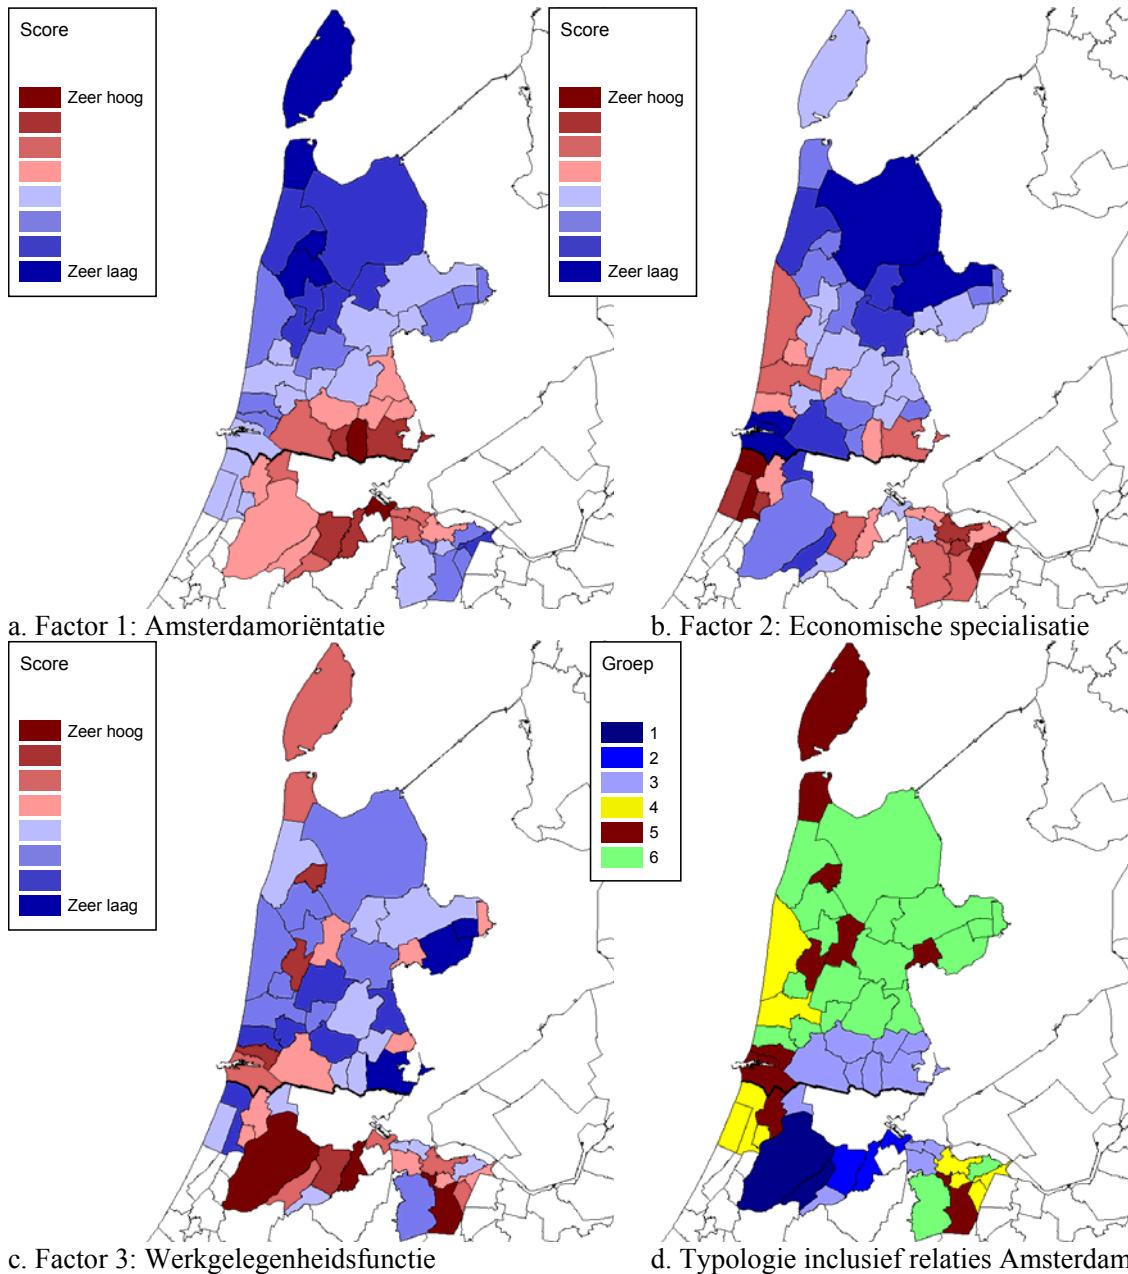 Score
Zeer hoog
Zeer laag
Score
Zeer hoog
Zeer laag
a. Factor 1: Amsterdamoriëntatie
b. Factor 2: Economische specialisatie
Score
Zeer hoog
Zeer laag
Groep
1
2
3
4
5
6
c. Factor 3: Werkgelegenheidsfunctie
d. Typologie inclusief relaties Amsterdam